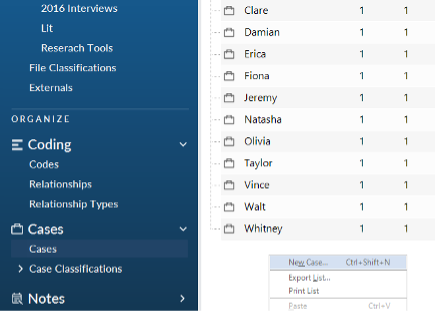 2016 Interviews
Lit
Reserach Tools
File Classifications
Externals
ORGANIZE
Coding
Codes
Relationships
Relationship Types
Cases
Cases
Case Classifications
Notes
Clare 1 1
Damian 1 1
Erica 1 1
Fiona 1 1
Jeremy 1 1
Natasha 1 1
Olivia 1 1
Taylor 1 1
Vince 1 1
Walt 1 1
Whitney 1 1
New Case... Ctrl+Shift+N
Export List...
Print List
Paste Ctrl+V